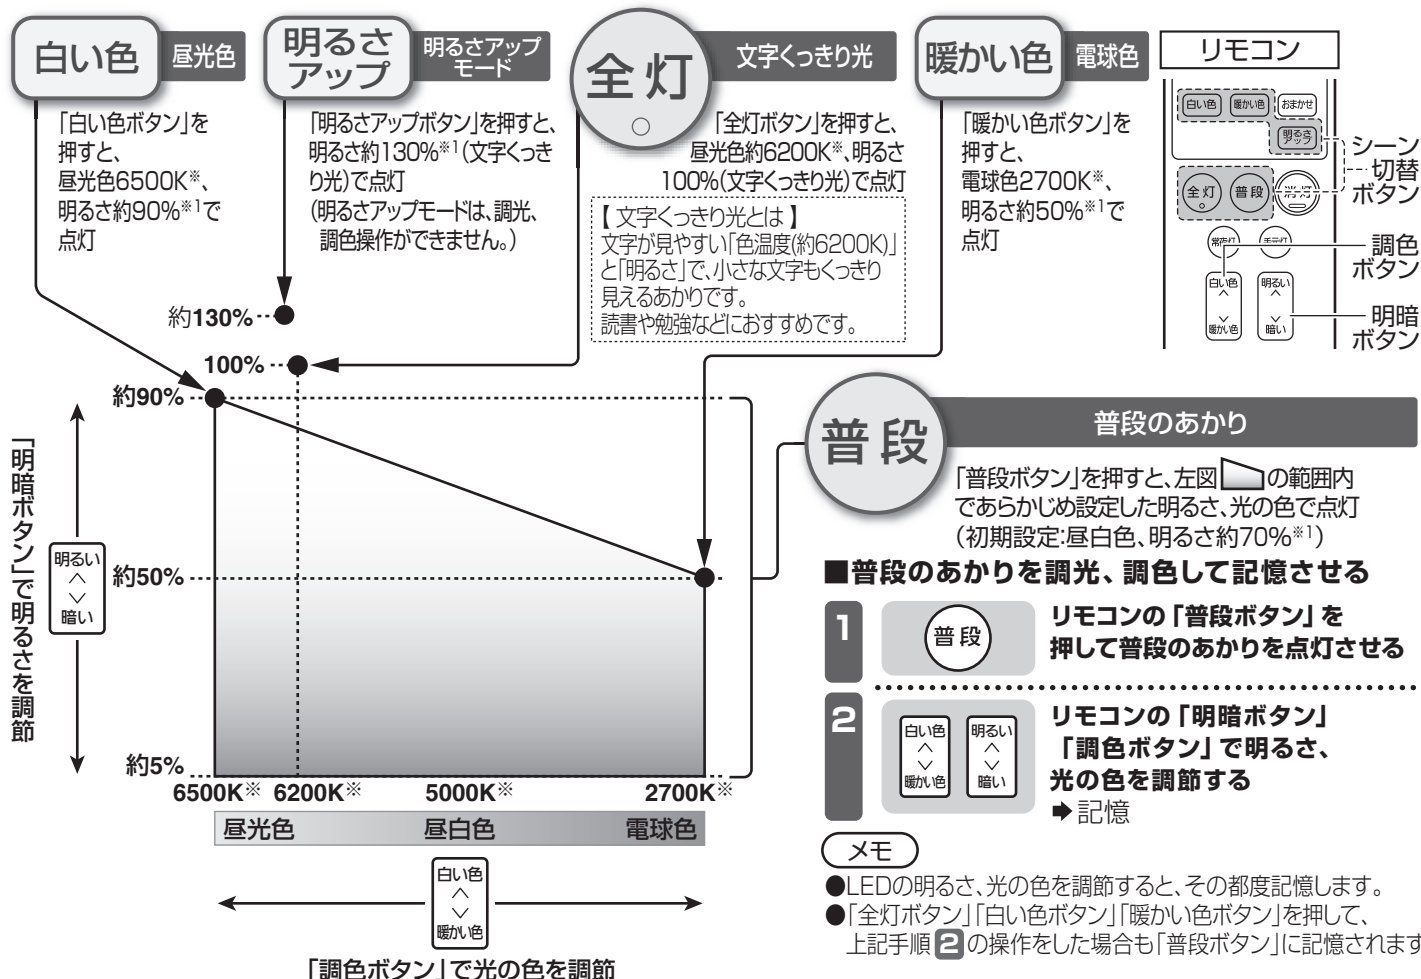 白い色
昼光色
「白い色ボタン」を
押すと、
昼光色6500K※、
明るさ約90%※1で
点灯
明るさ
アップ
明るさアップ
モード
「明るさアップボタン」を押すと、
明るさ約130%※1(文字くっき
り光)で点灯
(明るさアップモードは、調光、
調色操作ができません。)
全灯
文字くっきり光
「全灯ボタン」を押すと、
昼光色約6200K※、明るさ
100%(文字くっきり光)で点灯
【 文字くっきり光とは 】
文字が見やすい「色温度(約6200K)」
と「明るさ」で、小さな文字もくっきり
見えるあかりです。
読書や勉強などにおすすめです。
暖かい色
電球色
「暖かい色ボタン」を
押すと、
電球色2700K※、
明るさ約50%※1で
点灯
リモコン
白い色 暖かい色 おまかせ
明るさ
アップ
全灯 普段 消灯
常夜灯
白い色 明るい
暖かい色 暗い
シーン
切替
ボタン
調色
ボタン
明暗
ボタン
約130%
100%
約90%
約50%
約5%
「明暗ボタン」で明るさを調節
明るい
暗い
6500K※ 6200K※ 5000K※ 2700K※
昼光色 昼白色 電球色
白い色
暖かい色
「調色ボタン」で光の色を調節
普段
普段のあかり
「普段ボタン」を押すと、左図 の範囲内
であらかじめ設定した明るさ、光の色で点灯
(初期設定:昼白色、明るさ約70%※1)
■普段のあかりを調光、調色して記憶させる
1
普段
リモコンの「普段ボタン」を
押して普段のあかりを点灯させる
2
白い色 明るい
暖かい色 暗い
リモコンの「明暗ボタン」
「調色ボタン」で明るさ、
光の色を調節する
➡記憶
メモ
●LEDの明るさ、光の色を調節すると、その都度記憶します。
●「全灯ボタン」「白い色ボタン」「暖かい色ボタン」を押して、
上記手順2の操作をした場合も「普段ボタン」に記憶されます